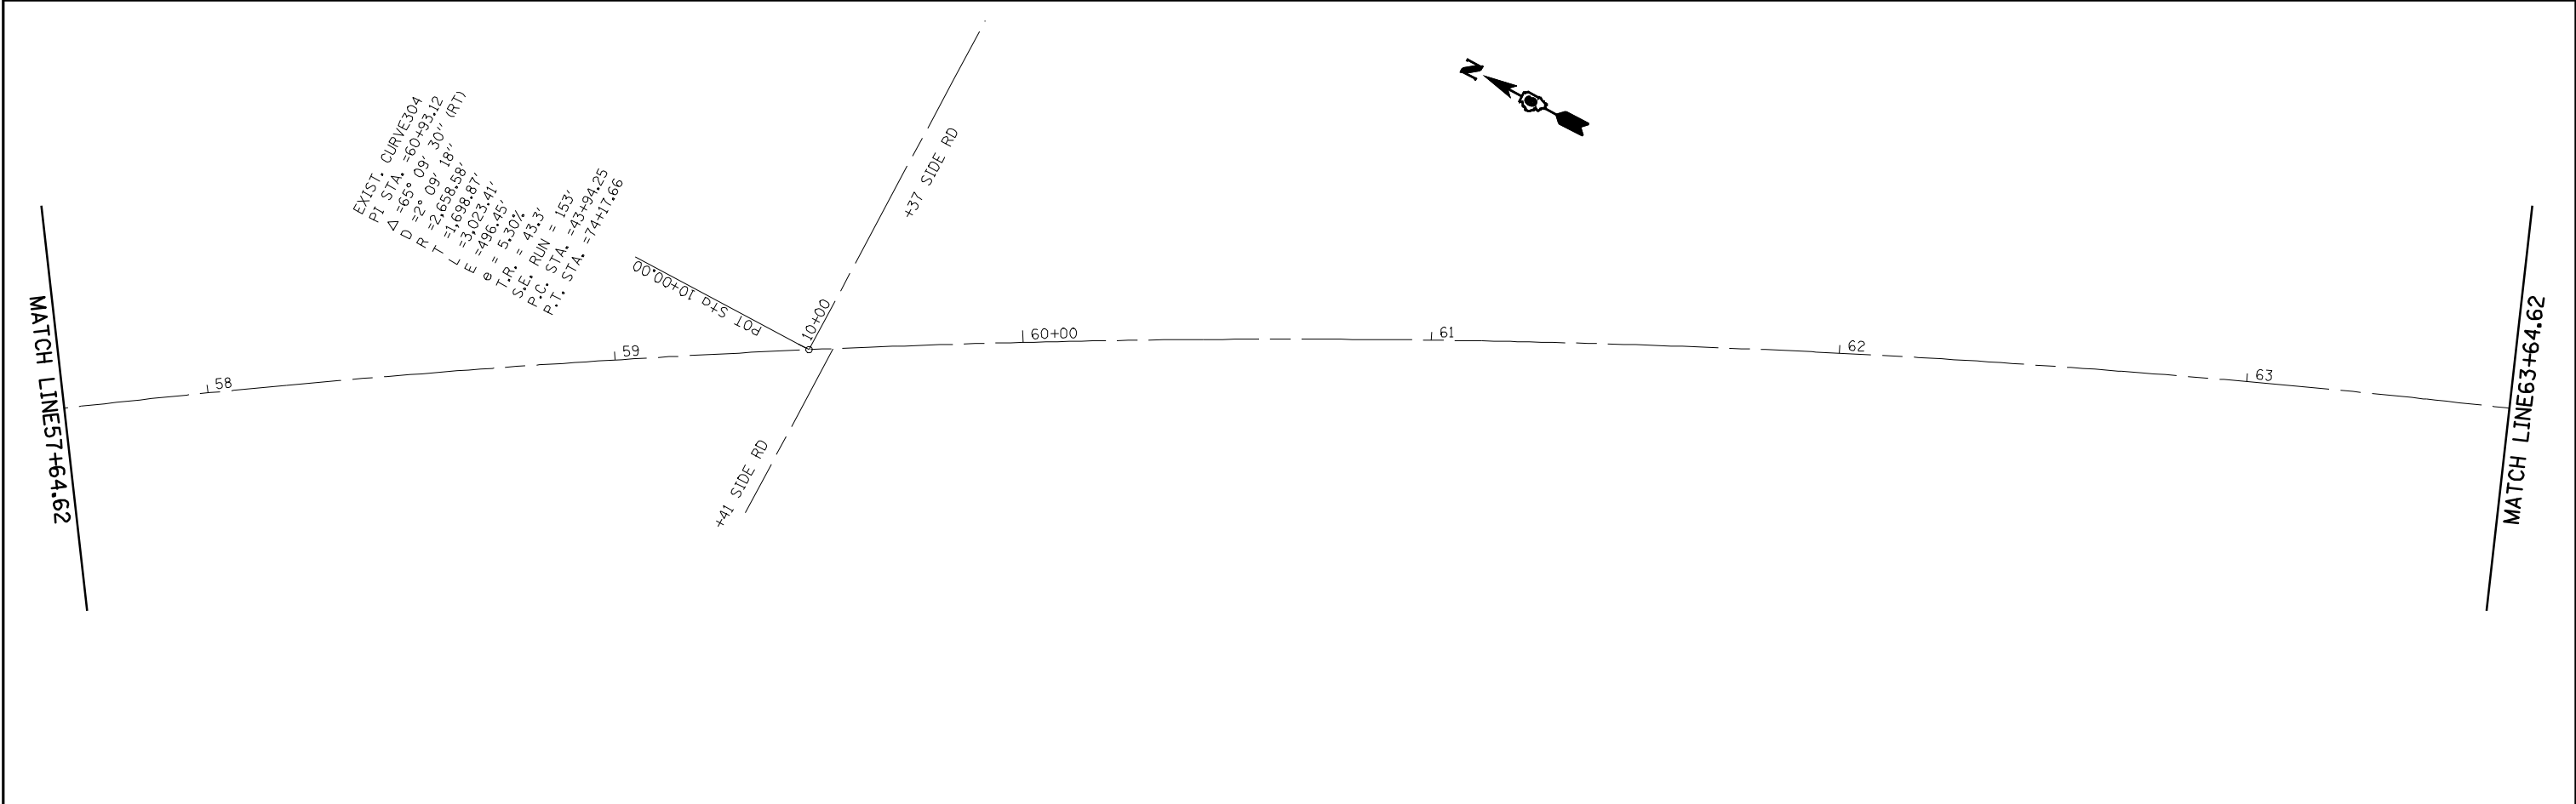 N
EXIST. CURVE304
PI STA. =60+93.12
Δ =65° 09' 30'' (RT)
D =2° 09' 18''
R =2,658.58'
T =1,698.87'
L =3,023.41'
E =496.45'
e = 5.30%
T.R. = 43.3'
S.E. RUN = 153'
P.C. STA. =43+94.25
P.T. STA. =74+17.66
+37 SIDE RD
POT Sta 10+00.00
10+00
58
59
60+00
61
62
63
MATCH LINE57+64.62
MATCH LINE63+64.62
+41 SIDE RD